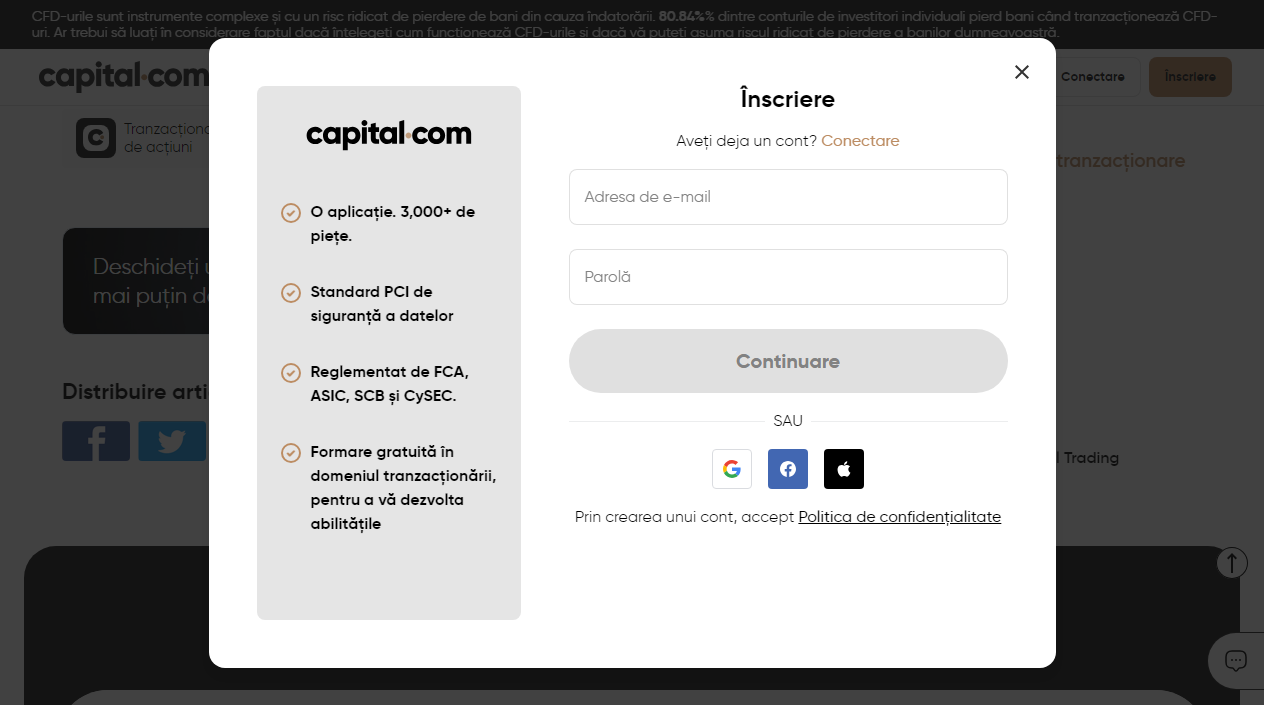 CFD-urile sunt instrumente complexe și cu un risc ridicat de pierdere de bani din cauza îndatorării. 80.84%% dintre conturile de investitori individuali pierd bani când tranzacționează CFD-
uri. Ar trebui să luați în considerare faptul dacă înțelegeți cum funcționează CFD-urile și dacă vă puteți asuma riscul ridicat de pierdere a banilor dumneavoastră.
capital.com
Conectare
Înscriere
de acțiuni
tranzacționare
Deschideți
mai puțin
Distribuire
Trading
capital.com
O aplicație. 3,000+ de
piețe.
Standard PCI de
siguranță a datelor
Reglementat de FCA,
ASIC, SCB și CySEC.
Formare gratuită în
domeniul tranzacționării,
pentru a vă dezvolta
abilitățile
Înscriere
Aveți deja un cont? Conectare
Adresa de e-mail
Parolă
Continuare
SAU
Prin crearea unui cont, accept Politica de confidențialitate